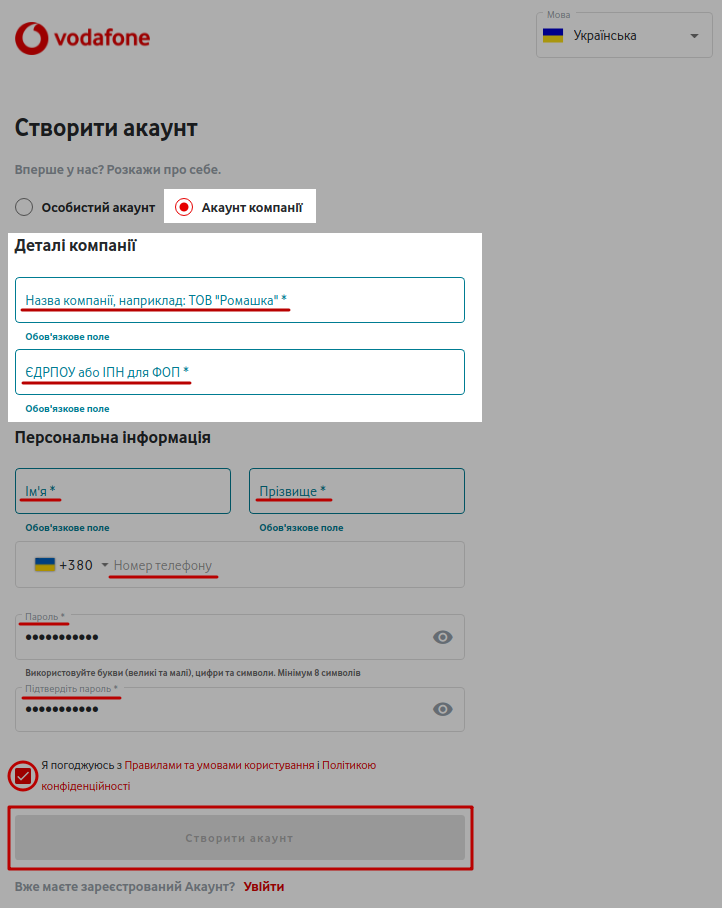 vodafone
Мова
Українська
Створити акаунт
Вперше у нас? Розкажи про себе.
Особистий акаунт
Акаунт компанії
Деталі компанії
Назва компанії, наприклад: ТОВ "Ромашка" *
Обов'язкове поле
ЄДРПОУ або ІПН для ФОП *
Обов'язкове поле
Персональна інформація
Ім'я *
Прізвище *
Обов'язкове поле
Обов'язкове поле
+380 Номер телефону
Пароль *
•••••••••••
Використовуйте букви (великі та малі), цифри та символи. Мінімум 8 символів
Підтвердіть пароль *
•••••••••••
Я погоджуюсь з Правилами та умовами користування і Політикою
конфіденційності
Створити акаунт
Вже маєте зареєстрований Акаунт? Увійти